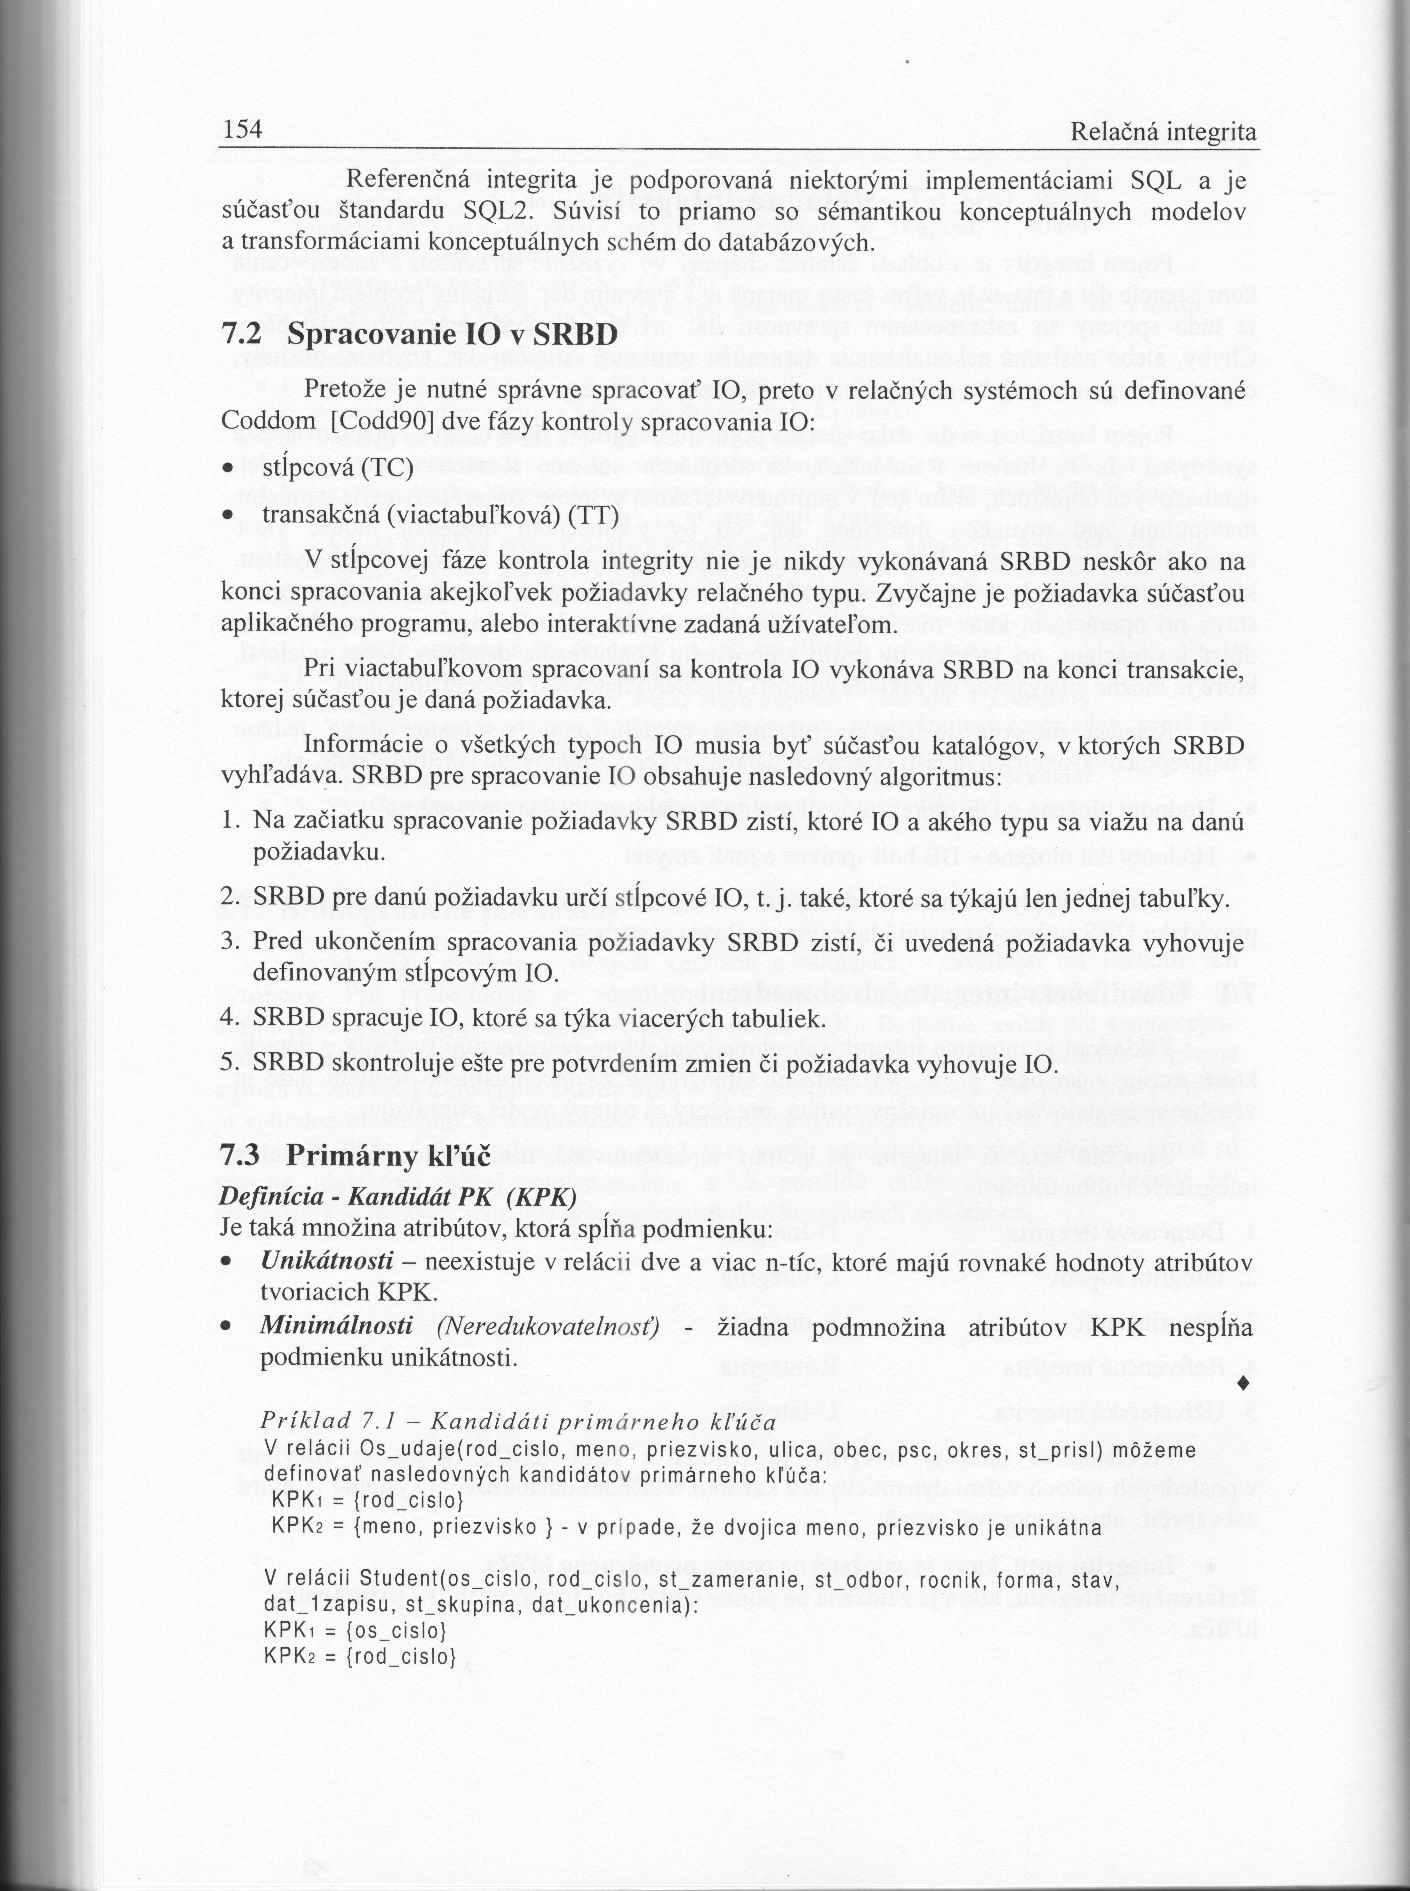 154 Relačná integrita
Referenčná integrita je podporovaná niektorými implementáciami SQL a je
súčasťou štandardu SQL2. Súvisí to priamo so sémantikou konceptuálnych modelov
a transformáciami konceptuálnych schém do databázových.
7.2 Spracovanie IO v SRBD
Pretože je nutné správne spracovať IO, preto v relačných systémoch sú definované
Coddom [Codd90] dve fázy kontroly spracovania IO:
• stĺpcová (TC)
• transakčná (viactabuľková) (TT)
V stĺpcovej fáze kontrola integrity nie je nikdy vykonávaná SRBD neskôr ako na
konci spracovania akejkoľvek požiadavky relačného typu. Zvyčajne je požiadavka súčasťou
aplikačného programu, alebo interaktívne zadaná užívateľom.
Pri viactabuľkovom spracovaní sa kontrola IO vykonáva SRBD na konci transakcie,
ktorej súčasťou je daná požiadavka.
Informácie o všetkých typoch IO musia byť súčasťou katalógov, v ktorých SRBD
vyhľadáva. SRBD pre spracovanie IO obsahuje nasledovný algoritmus:
1. Na začiatku spracovanie požiadavky SRBD zistí, ktoré IO a akého typu sa viažu na danú
požiadavku.
2. SRBD pre danú požiadavku určí stĺpcové IO, t. j. také, ktoré sa týkajú len jednej tabuľky.
3. Pred ukončením spracovania požiadavky SRBD zistí, či uvedená požiadavka vyhovuje
definovaným stĺpcovým IO.
4. SRBD spracuje IO, ktoré sa týka viacerých tabuliek.
5. SRBD skontroluje ešte pre potvrdením zmien či požiadavka vyhovuje IO.
7.3 Primárny kľúč
Definícia - Kandidát PK (KPK)
Je taká množina atribútov, ktorá spĺňa podmienku:
• Unikátnosti – neexistuje v relácii dve a viac n-tíc, ktoré majú rovnaké hodnoty atribútov
tvoriacich KPK.
• Minimálnosti (Neredukovatelnosť) - žiadna podmnožina atribútov KPK nespĺňa
podmienku unikátnosti.
♦
Príklad 7.1 – Kandidáti primárneho kľúča
V relácii Os_udaje(rod_cislo, meno, priezvisko, ulica, obec, psc, okres, st_prisl) môžeme
definovať nasledovných kandidátov primárneho kľúča:
KPK1 = {rod_cislo}
KPK2 = {meno, priezvisko } - v prípade, že dvojica meno, priezvisko je unikátna
V relácii Student(os_cislo, rod_cislo, st_zameranie, st_odbor, rocnik, forma, stav,
dat_1zapisu, st_skupina, dat_ukoncenia):
KPK1 = {os_cislo}
KPK2 = {rod_cislo}